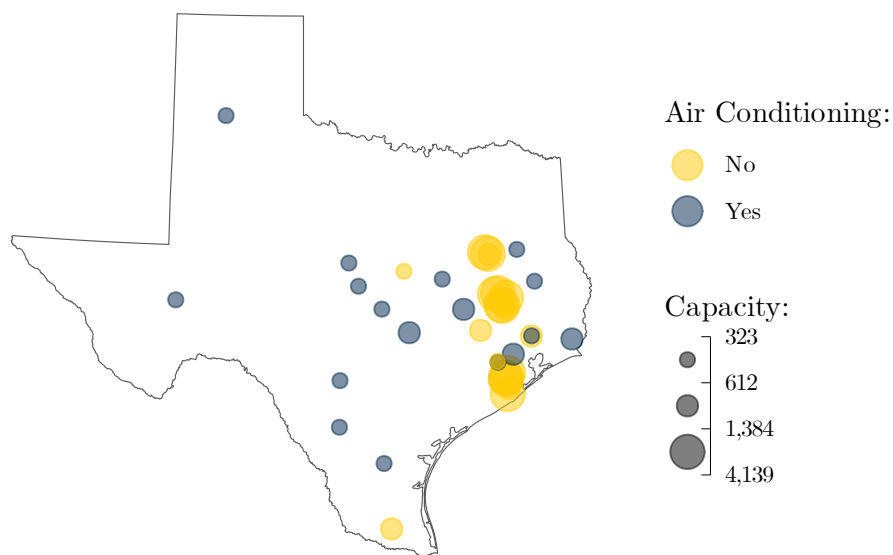 Air Conditioning:
No
Yes
Capacity:
323
612
1,384
4,139